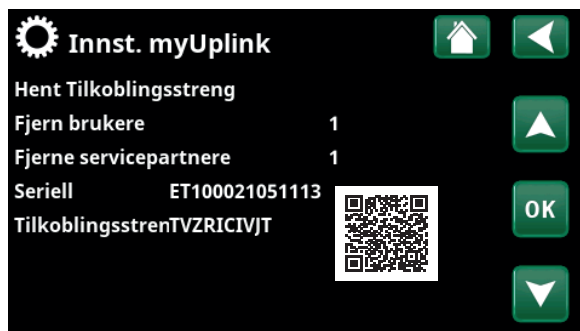 Innst. myUplink
Hent Tilkoblingsstreng
Fjern brukere 1
Fjerne servicepartnere 1
Seriell ET100021051113
TilkoblingsstrenTVZRICIVJT
OK